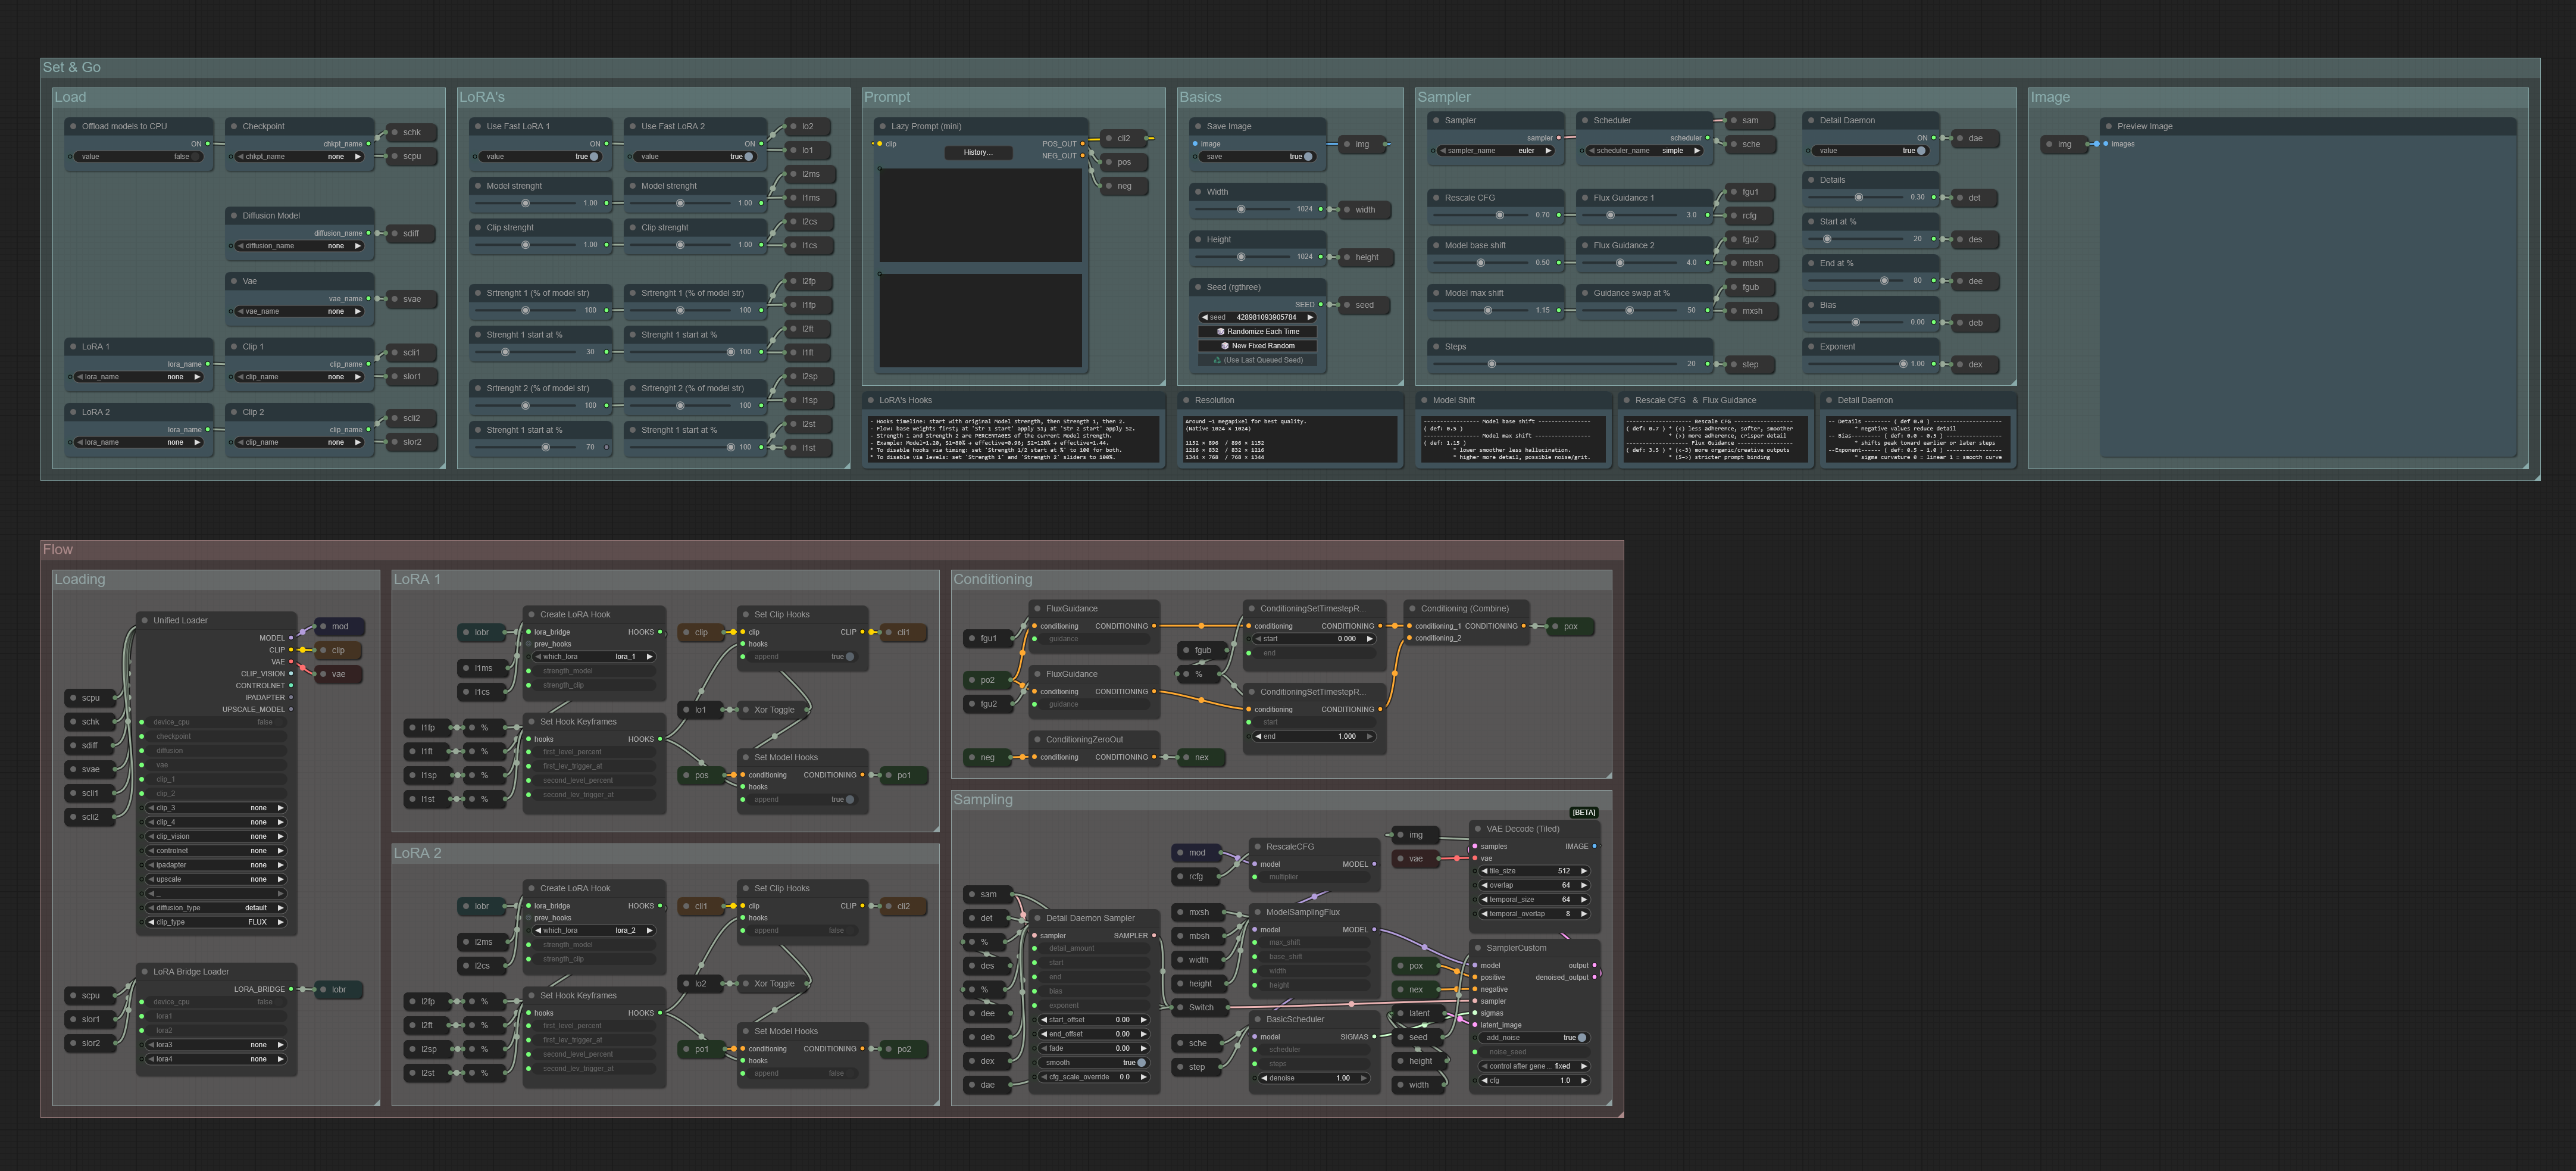 Set & Go
Load
Offload models to CPU
ON
value false
Checkpoint
chkpt_name
chkpt_name none
schk
scpu
Diffusion Model
diffusion_name
diffusion_name none
sdiff
Vae
vae_name
vae_name none
svae
LoRA 1
lora_name
lora_name none
Clip 1
clip_name
clip_name none
scli1
slor1
LoRA 2
lora_name
lora_name none
Clip 2
clip_name
clip_name none
scli2
slor2
LoRA's
Use Fast LoRA 1
ON
value true
Use Fast LoRA 2
ON
value true
lo2
lo1
Model strenght
1.00
Model strenght
1.00
l2ms
l1ms
Clip strenght
1.00
Clip strenght
1.00
l2cs
l1cs
Srtrenght 1 (% of model str)
100
Srtrenght 1 (% of model str)
100
l2fp
l1fp
Strenght 1 start at %
30
Strenght 1 start at %
100
l2ft
l1ft
Srtrenght 2 (% of model str)
100
Srtrenght 2 (% of model str)
100
l2sp
l1sp
Strenght 1 start at %
70
Strenght 1 start at %
100
l2st
l1st
Prompt
Lazy Prompt (mini)
clip
POS_OUT
NEG_OUT
History...
cli2
pos
neg
LoRA's Hooks
- Hooks timeline: start with original Model strength, then Strength 1, then 2.
- Flow: base weights first; at 'Str 1 start' apply S1; at 'Str 2 start' apply S2.
- Strength 1 and Strength 2 are PERCENTAGES of the current Model strength.
- Example: Model=1.20, S1=80% → effective=0.96; S2=120% → effective=1.44.
* To disable hooks via timing: set 'Strength 1/2 start at %' to 100 for both.
* To disable via levels: set 'Strength 1' and 'Strength 2' sliders to 100%.
Basics
Save Image
image
save true
img
Width
1024
width
Height
1024
height
Seed (rgthree)
SEED
seed 428981093905784
Randomize Each Time
New Fixed Random
(Use Last Queued Seed)
seed
Resolution
Around ~1 megapixel for best quality.
(Native 1024 × 1024)
1152 × 896 / 896 × 1152
1216 × 832 / 832 × 1216
1344 × 768 / 768 × 1344
Sampler
Sampler
sampler
sampler_name euler
Scheduler
scheduler
scheduler_name simple
sam
sche
Rescale CFG
0.70
Flux Guidance 1
3.0
fgu1
rcfg
Model base shift
0.50
Flux Guidance 2
4.0
fgu2
mbsh
Model max shift
1.15
Guidance swap at %
50
fgub
mxsh
Steps
20
step
Detail Daemon
ON
value true
dae
Details
0.30
det
Start at %
20
des
End at %
80
dee
Bias
0.00
deb
Exponent
1.00
dex
Model Shift
---------------- Model base shift ---------------
( def: 0.5 )
----------------- Model max shift ---------------
( def: 1.15 )
* lower smoother less hallucination.
* higher more detail, possible noise/grit.
Rescale CFG & Flux Guidance
------------------- Rescale CFG -----------------
( def: 0.7 ) * (<) less adherence, softer, smoother
* (>) more adherence, crisper detail
------------------- Flux Guidance ---------------
( def: 3.5 ) * (<~3) more organic/creative outputs
* (5~>) stricter prompt binding
Detail Daemon
-- Details ------- ( def 0.0 ) --------------------
* negative values reduce detail
-- Bias--------- ( def: 0.0 - 0.5 ) ----------------
* shifts peak toward earlier or later steps
--Exponent------ ( def: 0.5 - 1.0 ) ----------------
* sigma curvature 0 = linear 1 = smooth curve
Image
img
Preview Image
images
Flow
Loading
Unified Loader
MODEL
CLIP
VAE
CLIP_VISION
CONTROLNET
IPADAPTER
UPSCALE_MODEL
mod
clip
vae
scpu
schk
sdiff
svae
scli1
scli2
device_cpu false
checkpoint
diffusion
vae
clip_1
clip_2
clip_3 none
clip_4 none
clip_vision none
controlnet none
ipadapter none
upscale none
_
diffusion_type default
clip_type FLUX
LoRA Bridge Loader
LORA_BRIDGE
lobr
scpu
slor1
slor2
device_cpu false
lora1
lora2
lora3 none
lora4 none
LoRA 1
lobr
l1ms
l1cs
Create LoRA Hook
lora_bridge HOOKS
prev_hooks
which_lora lora_1
strength_model
strength_clip
l1fp %
l1ft %
l1sp %
l1st %
Set Hook Keyframes
hooks HOOKS
first_level_percent
first_lev_trigger_at
second_level_percent
second_lev_trigger_at
clip
Set Clip Hooks
clip CLIP
hooks
append true
cli1
lo1
Xor Toggle
pos
Set Model Hooks
conditioning CONDITIONING
hooks
append true
po1
LoRA 2
lobr
l2ms
l2cs
Create LoRA Hook
lora_bridge HOOKS
prev_hooks
which_lora lora_2
strength_model
strength_clip
l2fp %
l2ft %
l2sp %
l2st %
Set Hook Keyframes
hooks HOOKS
first_level_percent
first_lev_trigger_at
second_level_percent
second_lev_trigger_at
cli1
Set Clip Hooks
clip CLIP
hooks
append false
cli2
lo2
Xor Toggle
po1
Set Model Hooks
conditioning CONDITIONING
hooks
append false
po2
Conditioning
fgu1
po2
fgu2
neg
FluxGuidance
conditioning CONDITIONING
guidance
FluxGuidance
conditioning CONDITIONING
guidance
ConditioningZeroOut
conditioning CONDITIONING
nex
fgub
%
ConditioningSetTimestepR...
conditioning CONDITIONING
start 0.000
end
ConditioningSetTimestepR...
conditioning CONDITIONING
start
end 1.000
Conditioning (Combine)
conditioning_1 CONDITIONING
conditioning_2
pox
Sampling
sam
det
%
des
%
dee
deb
dex
dae
Detail Daemon Sampler
sampler SAMPLER
detail_amount
start
end
bias
exponent
start_offset 0.00
end_offset 0.00
fade 0.00
smooth true
cfg_scale_override 0.0
mod
rcfg
mxsh
mbsh
width
height
Switch
sche
step
RescaleCFG
model MODEL
multiplier
ModelSamplingFlux
model MODEL
max_shift
base_shift
width
height
BasicScheduler
model SIGMAS
scheduler
steps
denoise 1.00
img
vae
pox
nex
latent
seed
height
width
[BETA]
VAE Decode (Tiled)
samples IMAGE
vae
tile_size 512
overlap 64
temporal_size 64
temporal_overlap 8
SamplerCustom
model output
positive denoised_output
negative
sampler
sigmas
latent_image
add_noise true
noise_seed
control after gene ... fixed
cfg 1.0